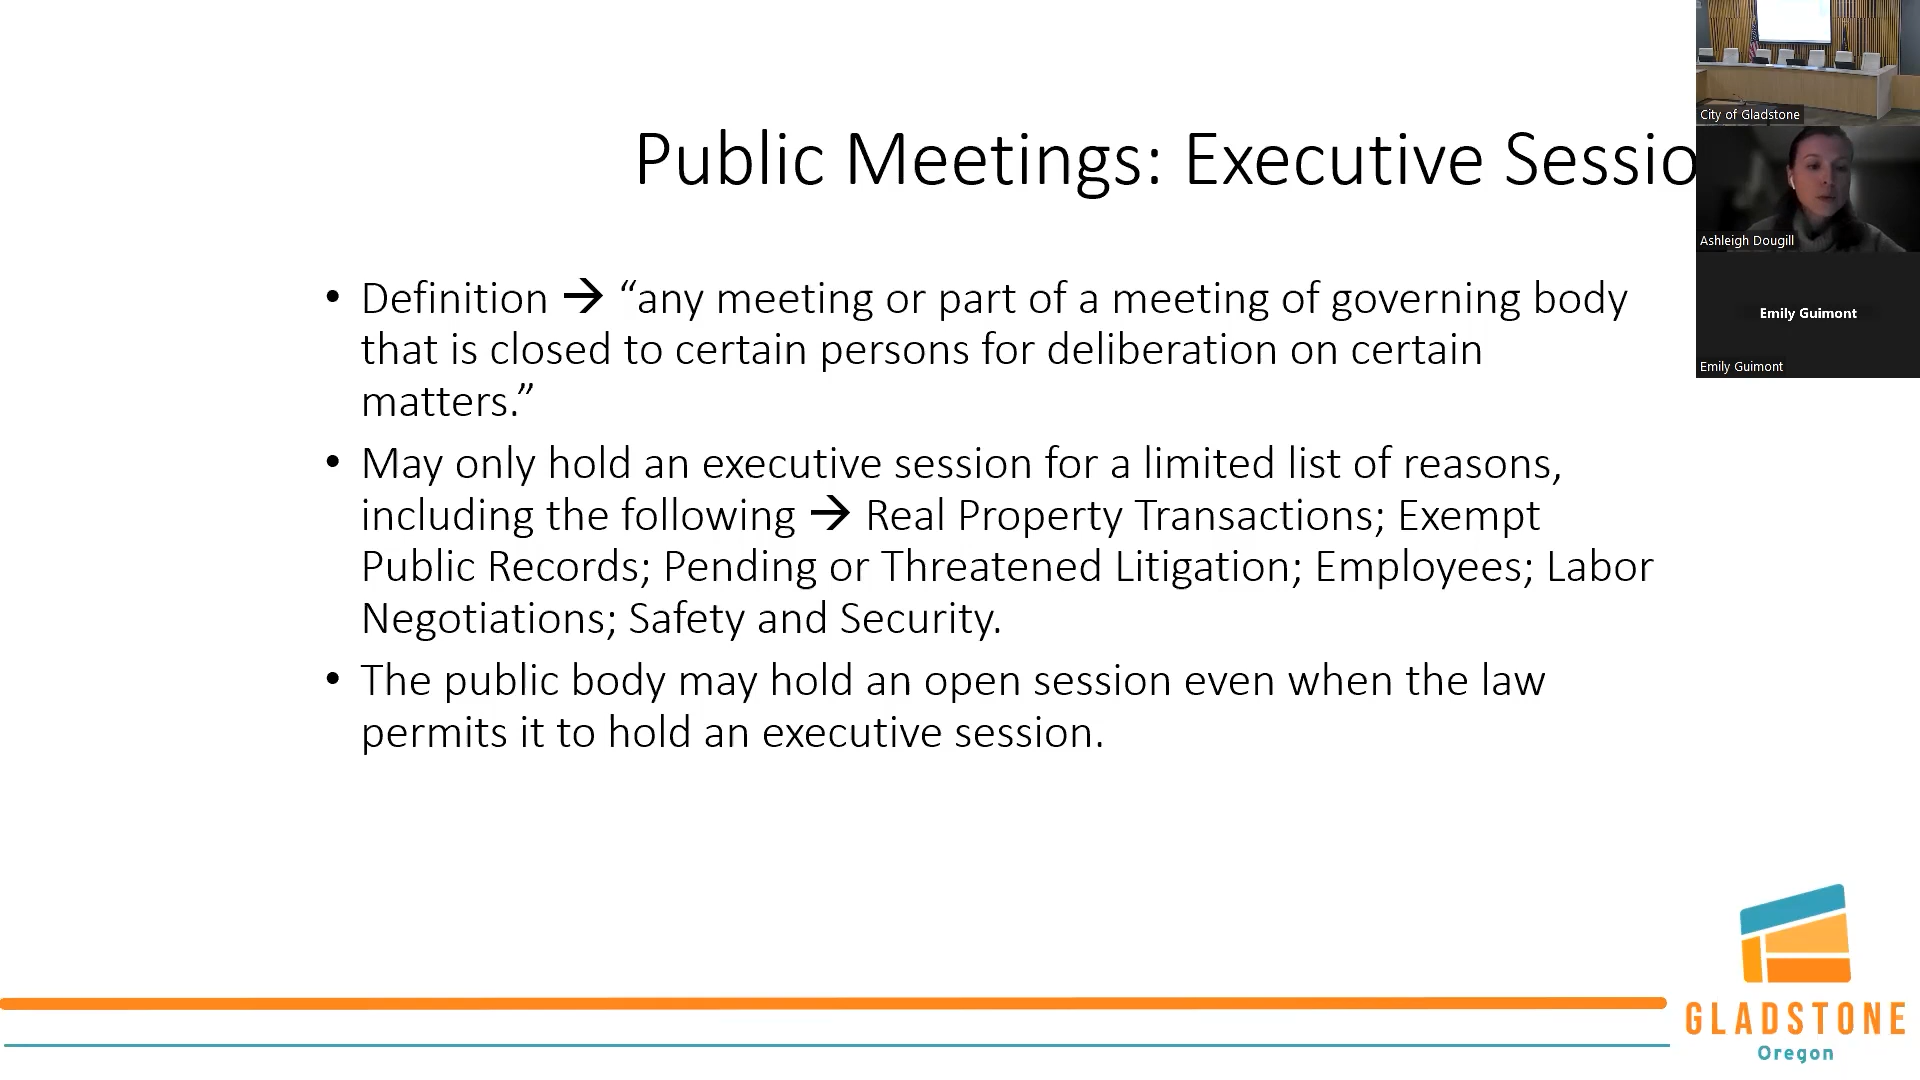 Public Meetings: Executive Sessio
• Definition → “any meeting or part of a meeting of governing body
that is closed to certain persons for deliberation on certain
matters.”
• May only hold an executive session for a limited list of reasons,
including the following → Real Property Transactions; Exempt
Public Records; Pending or Threatened Litigation; Employees; Labor
Negotiations; Safety and Security.
• The public body may hold an open session even when the law
permits it to hold an executive session.
City of Gladstone
Ashleigh Dougill
Emily Guimont
Emily Guimont
GLADSTONE
Oregon